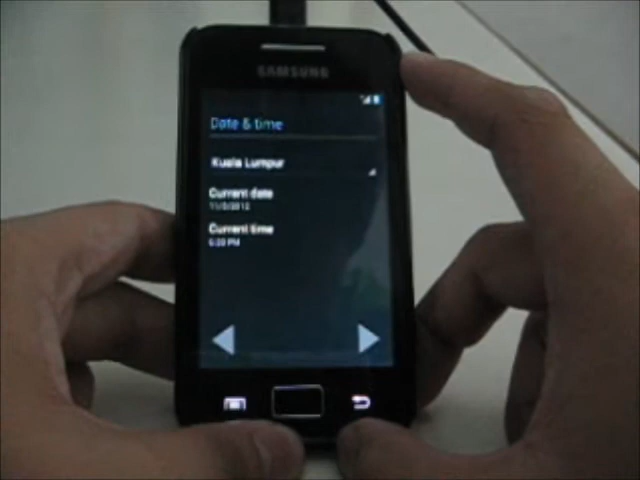 SAMSUNG
Date & time
Kuala Lumpur
Current date
Current time